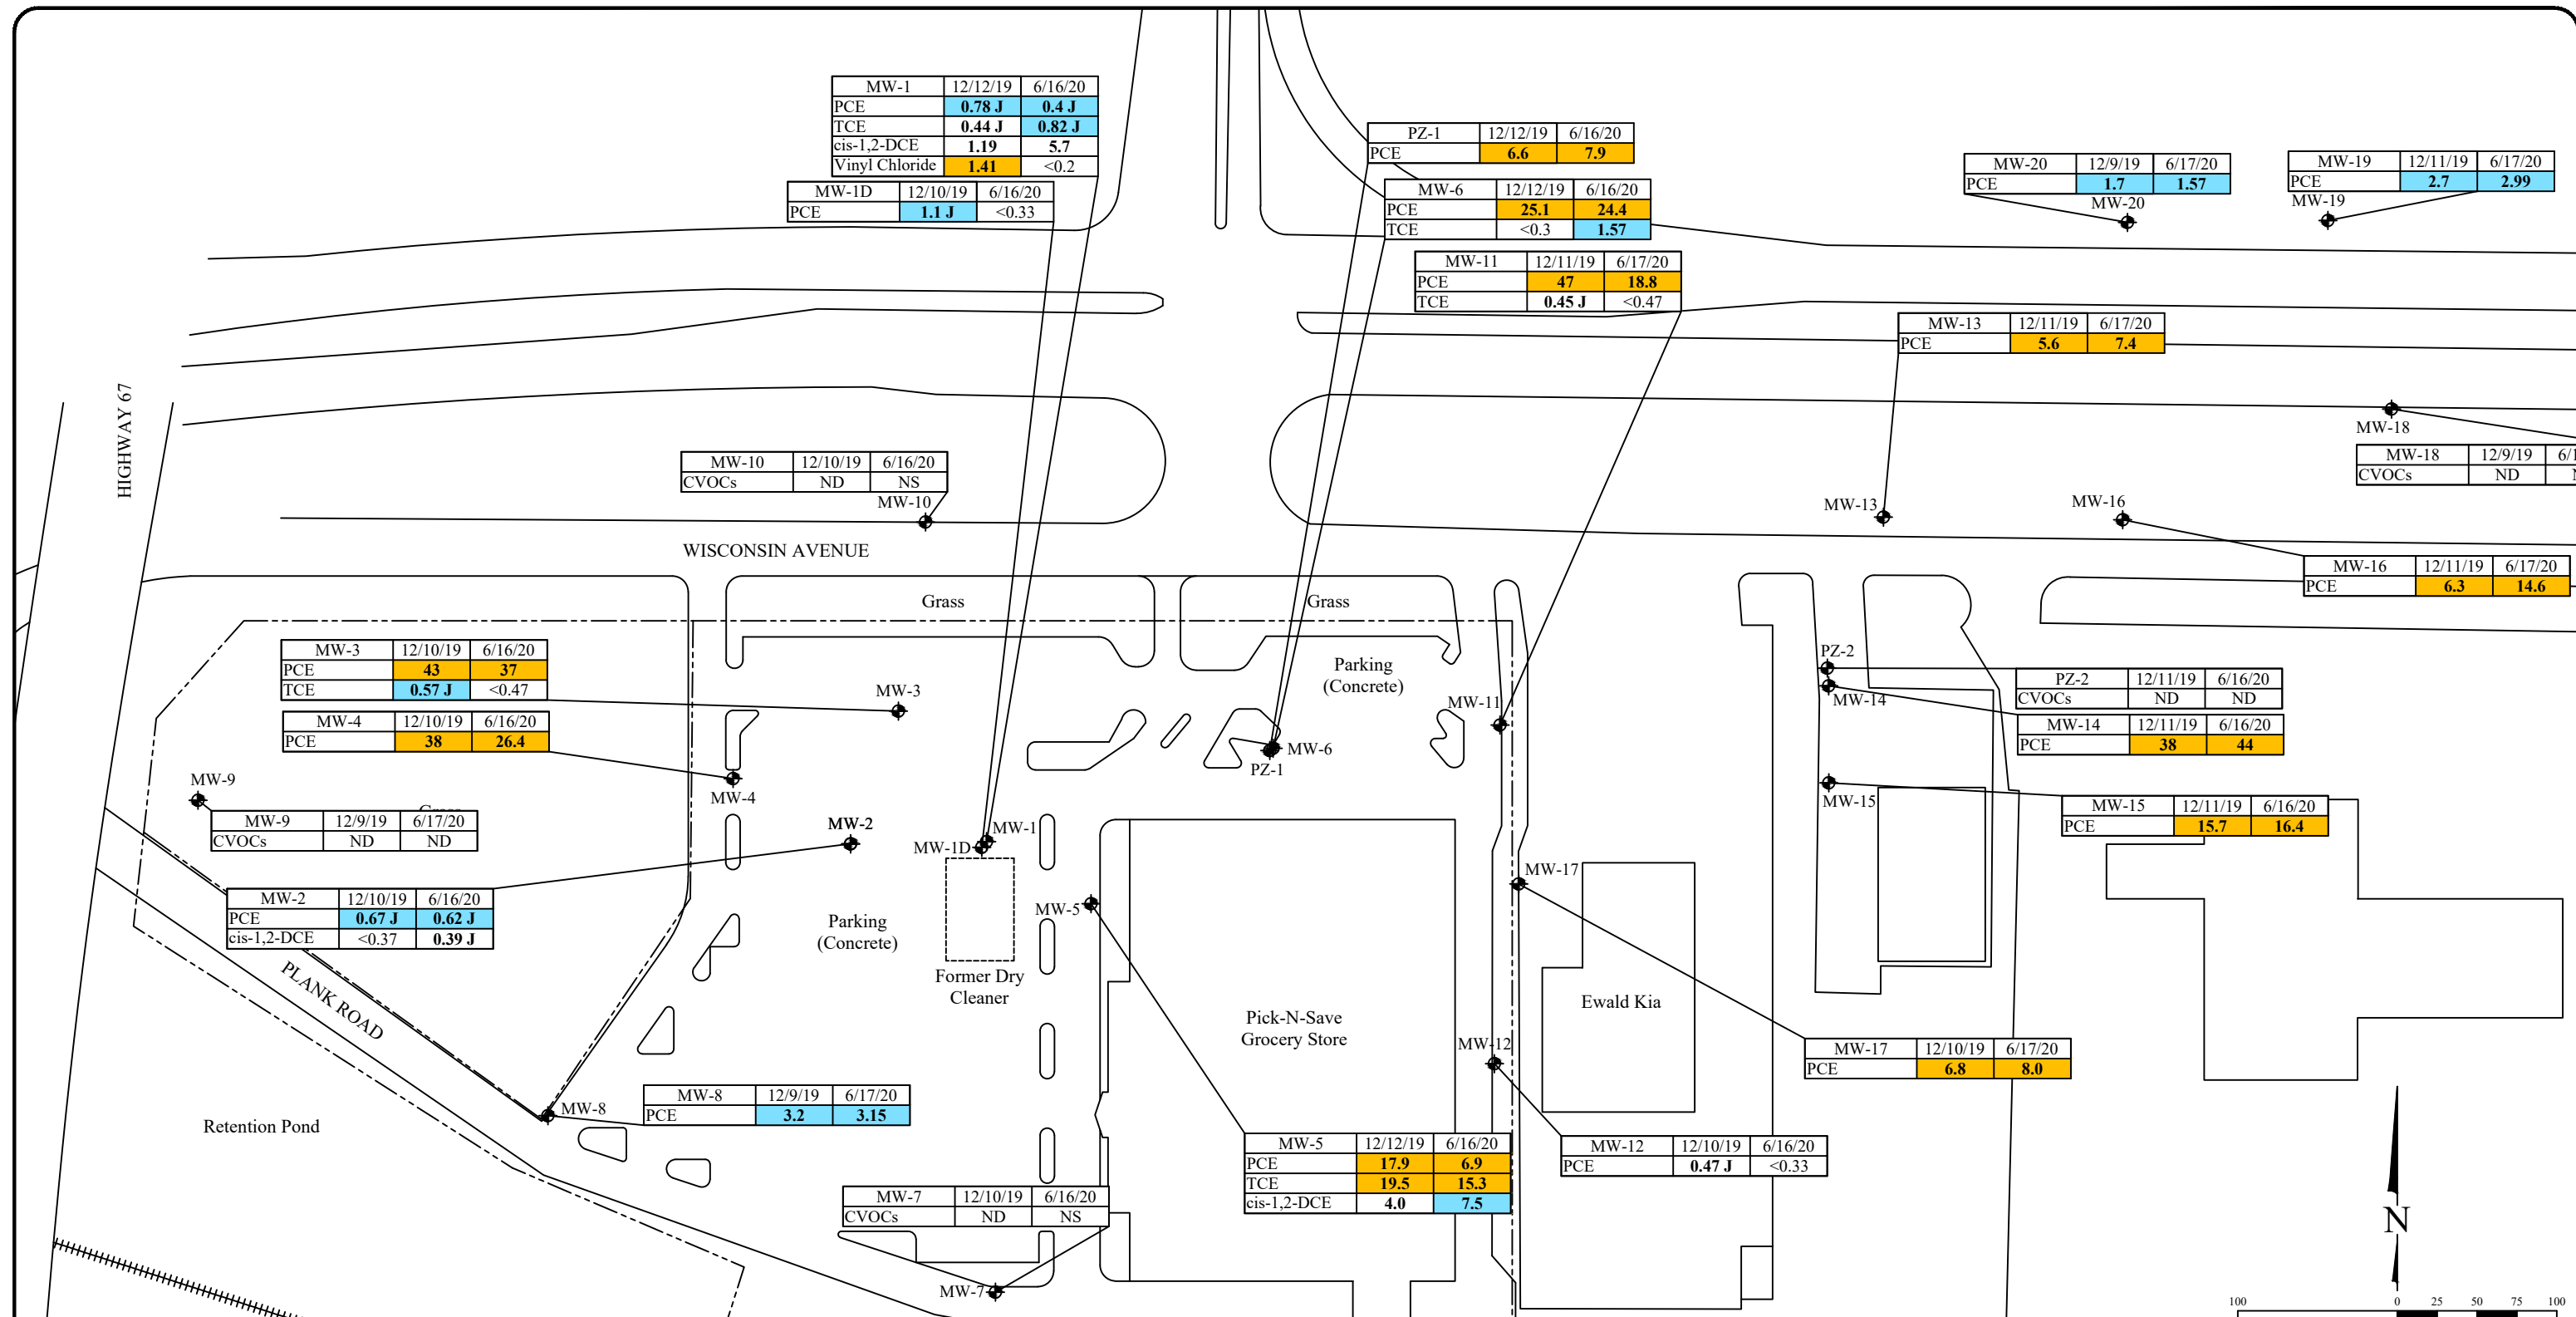 MW-1 12/12/19 6/16/20
PCE 0.78 J 0.4 J
TCE 0.44 J 0.82 J
cis-1,2-DCE 1.19 5.7
Vinyl Chloride 1.41 <0.2
MW-1D 12/10/19 6/16/20
PCE 1.1 J <0.33
PZ-1 12/12/19 6/16/20
PCE 6.6 7.9
MW-6 12/12/19 6/16/20
PCE 25.1 24.4
TCE <0.3 1.57
MW-11 12/11/19 6/17/20
PCE 47 18.8
TCE 0.45 J <0.47
MW-20 12/9/19 6/17/20
PCE 1.7 1.57
MW-20
MW-19 12/11/19 6/17/20
PCE 2.7 2.99
MW-19
MW-13 12/11/19 6/17/20
PCE 5.6 7.4
HIGHWAY 67
MW-18
MW-18 12/9/19 6/1
CVOCs ND
MW-10 12/10/19 6/16/20
CVOCs ND NS
MW-10
MW-13
MW-16
WISCONSIN AVENUE
MW-16 12/11/19 6/17/20
PCE 6.3 14.6
Grass
Grass
MW-3 12/10/19 6/16/20
PCE 43 37
TCE 0.57 J <0.47
MW-3
Parking
(Concrete)
PZ-2
MW-14
PZ-2 12/11/19 6/16/20
CVOCs ND ND
MW-4 12/10/19 6/16/20
PCE 38 26.4
MW-11
MW-14 12/11/19 6/16/20
PCE 38 44
MW-6
PZ-1
MW-9
MW-4
MW-15
MW-15 12/11/19 6/16/20
PCE 15.7 16.4
Grass
MW-9 12/9/19 6/17/20
CVOCs ND ND
MW-2
MW-1
MW-1D
MW-17
MW-2 12/10/19 6/16/20
PCE 0.67 J 0.62 J
cis-1,2-DCE <0.37 0.39 J
Parking
(Concrete)
MW-5
Former Dry
Cleaner
PLANK ROAD
Ewald Kia
Pick-N-Save
Grocery Store
MW-12
MW-17 12/10/19 6/17/20
PCE 6.8 8.0
MW-8
MW-8 12/9/19 6/17/20
PCE 3.2 3.15
Retention Pond
MW-5 12/12/19 6/16/20
PCE 17.9 6.9
TCE 19.5 15.3
cis-1,2-DCE 4.0 7.5
MW-12 12/10/19 6/16/20
PCE 0.47 J <0.33
MW-7 12/10/19 6/16/20
CVOCs ND NS
MW-7
N
100 0 25 50 75 100